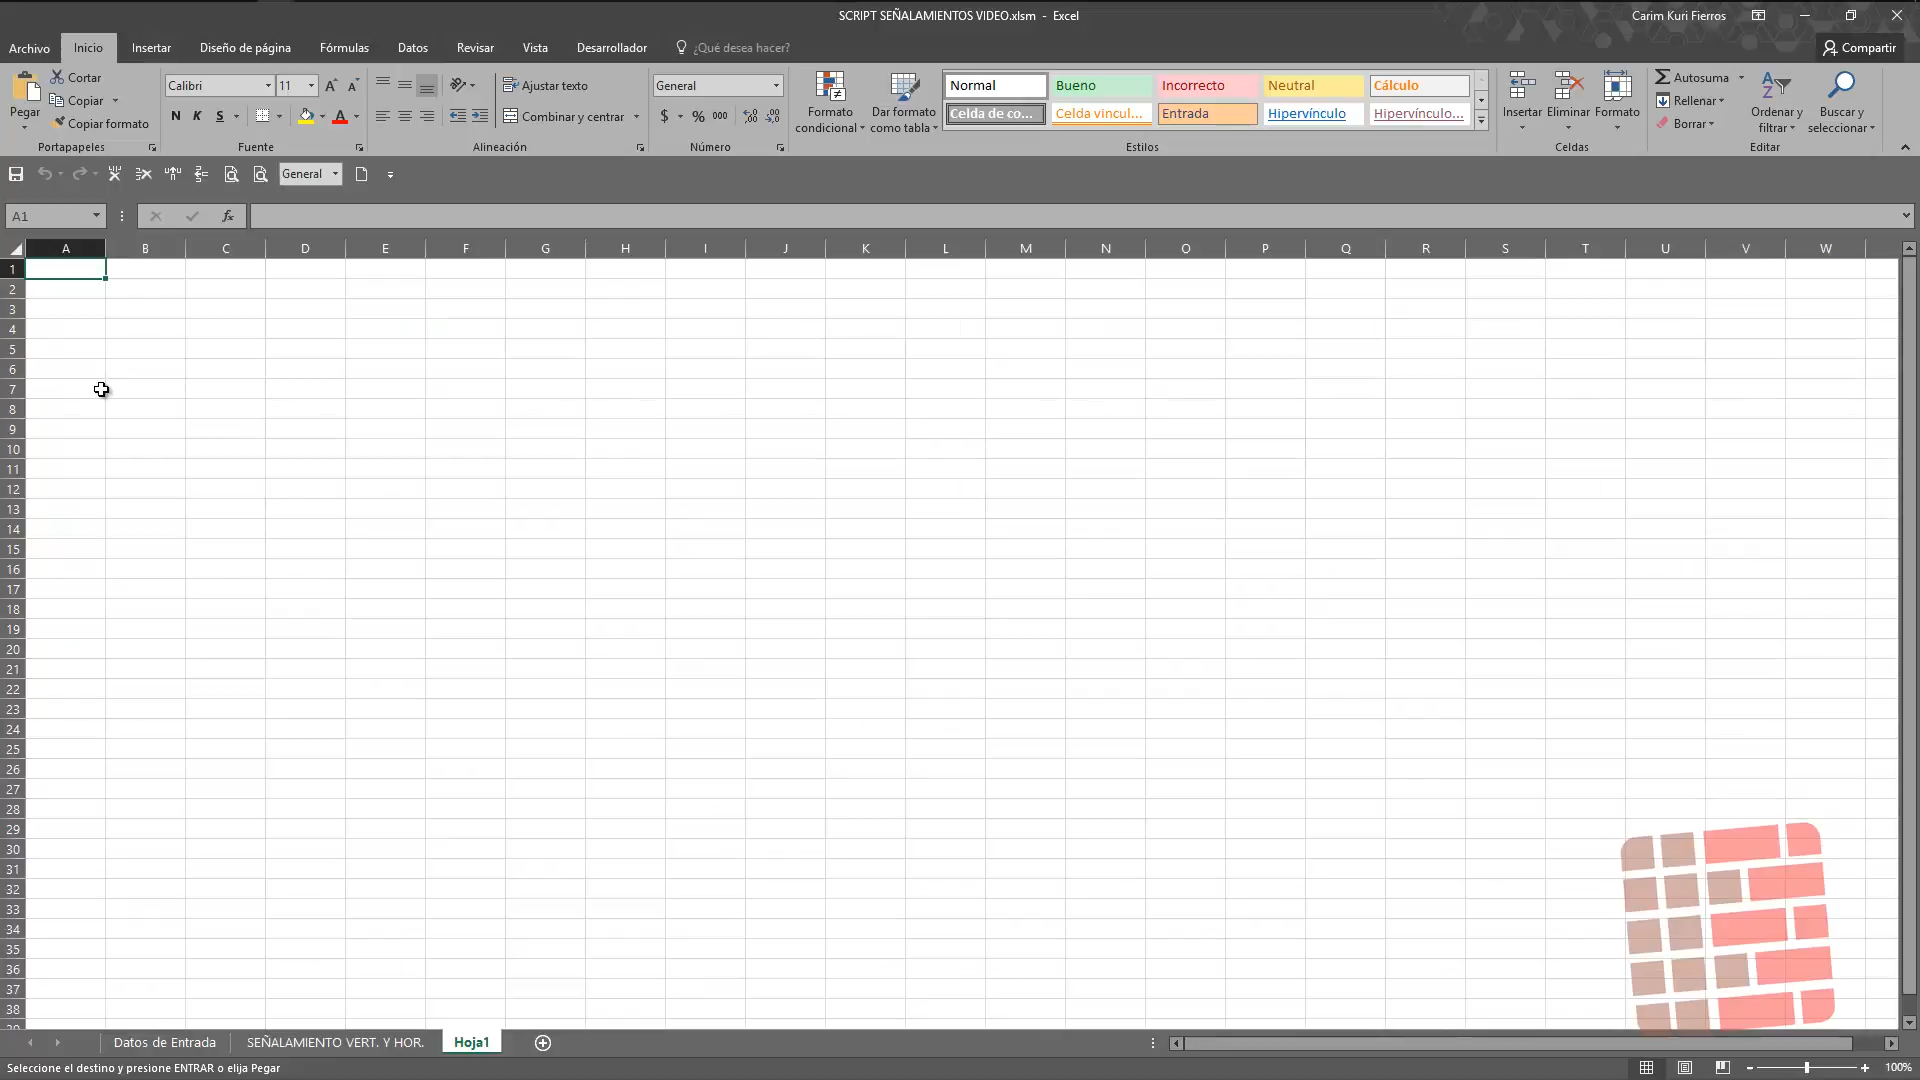 SCRIPT SEÑALAMIENTOS VIDEO.xlsm - Excel
Carim Kuri Fierros
Archivo
Inicio
Insertar
Diseño de página
Fórmulas
Datos
Revisar
Vista
Desarrollador
¿Qué desea hacer?
Compartir
Pegar
Cortar
Copiar
Copiar formato
Portapapeles
Calibri
11
N K S
Fuente
Ajustar texto
Combinar y centrar
Alineación
General
$ % 000
Número
Formato condicional
Dar formato como tabla
Normal
Bueno
Incorrecto
Neutral
Cálculo
Celda de co...
Celda vincul...
Entrada
Hipervínculo
Hipervínculo...
Estilos
Insertar
Eliminar
Formato
Celdas
Autosuma
Rellenar
Borrar
Ordenar y filtrar
Buscar y seleccionar
Editar
General
A1
fx
A B C D E F G H I J K L M N O P Q R S T U V W
1
2
3
4
5
6
7
8
9
10
11
12
13
14
15
16
17
18
19
20
21
22
23
24
25
26
27
28
29
30
31
32
33
34
35
36
37
38
Datos de Entrada
SEÑALAMIENTO VERT. Y HOR.
Hoja1
Seleccione el destino y presione ENTRAR o elija Pegar
100%